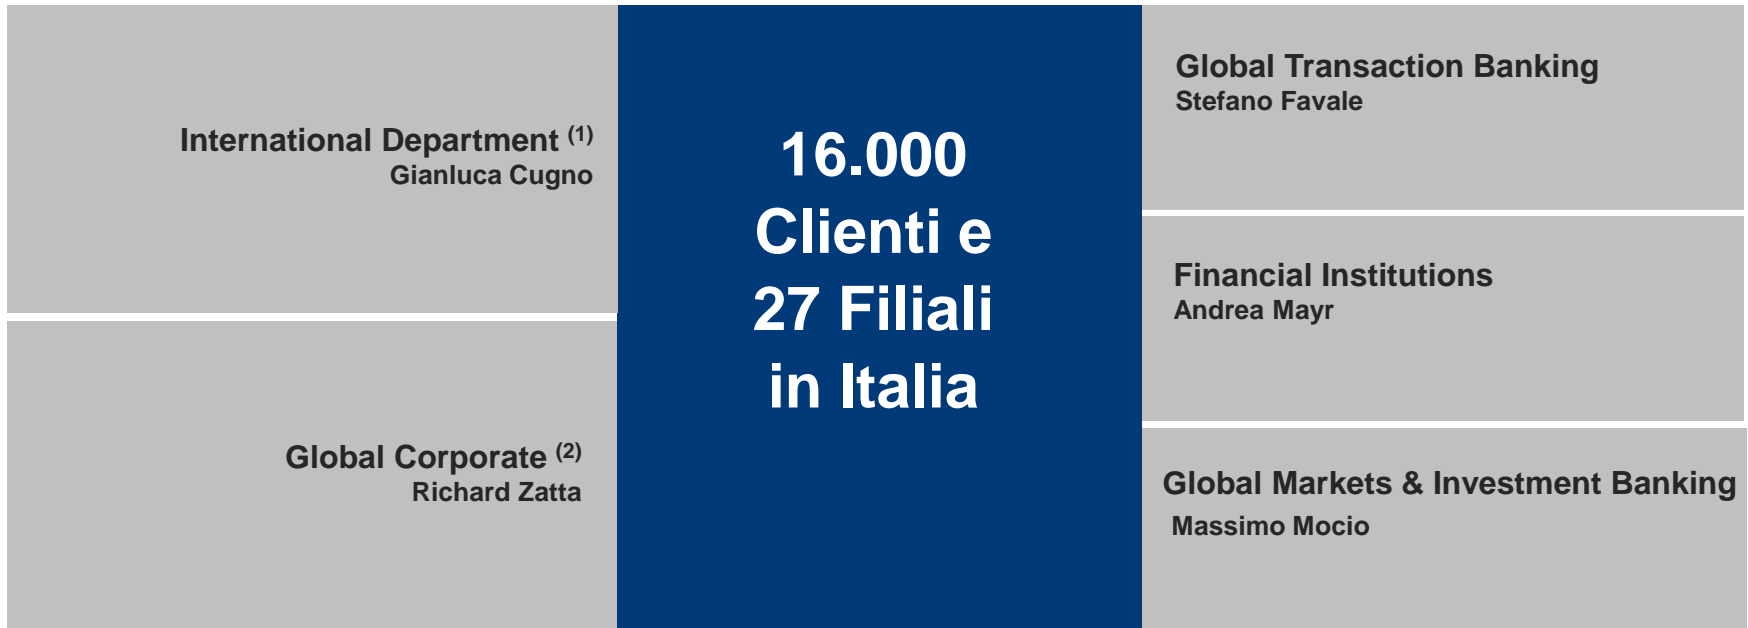 International Department (1)
Gianluca Cugno
Global Corporate (2)
Richard Zatta
16.000
Clienti e
27 Filiali
in Italia
Global Transaction Banking
Stefano Favale
Financial Institutions
Andrea Mayr
Global Markets & Investment Banking
Massimo Mocio